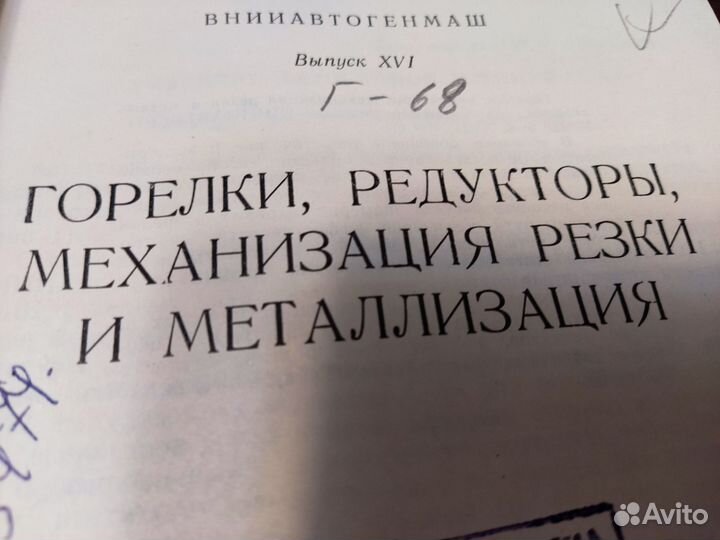 ВНИИАВТОГЕНМАШ
Выпуск XVI
Г-68
ГОРЕЛКИ, РЕДУКТОРЫ,
МЕХАНИЗАЦИЯ РЕЗКИ
И МЕТАЛЛИЗАЦИЯ
Avito